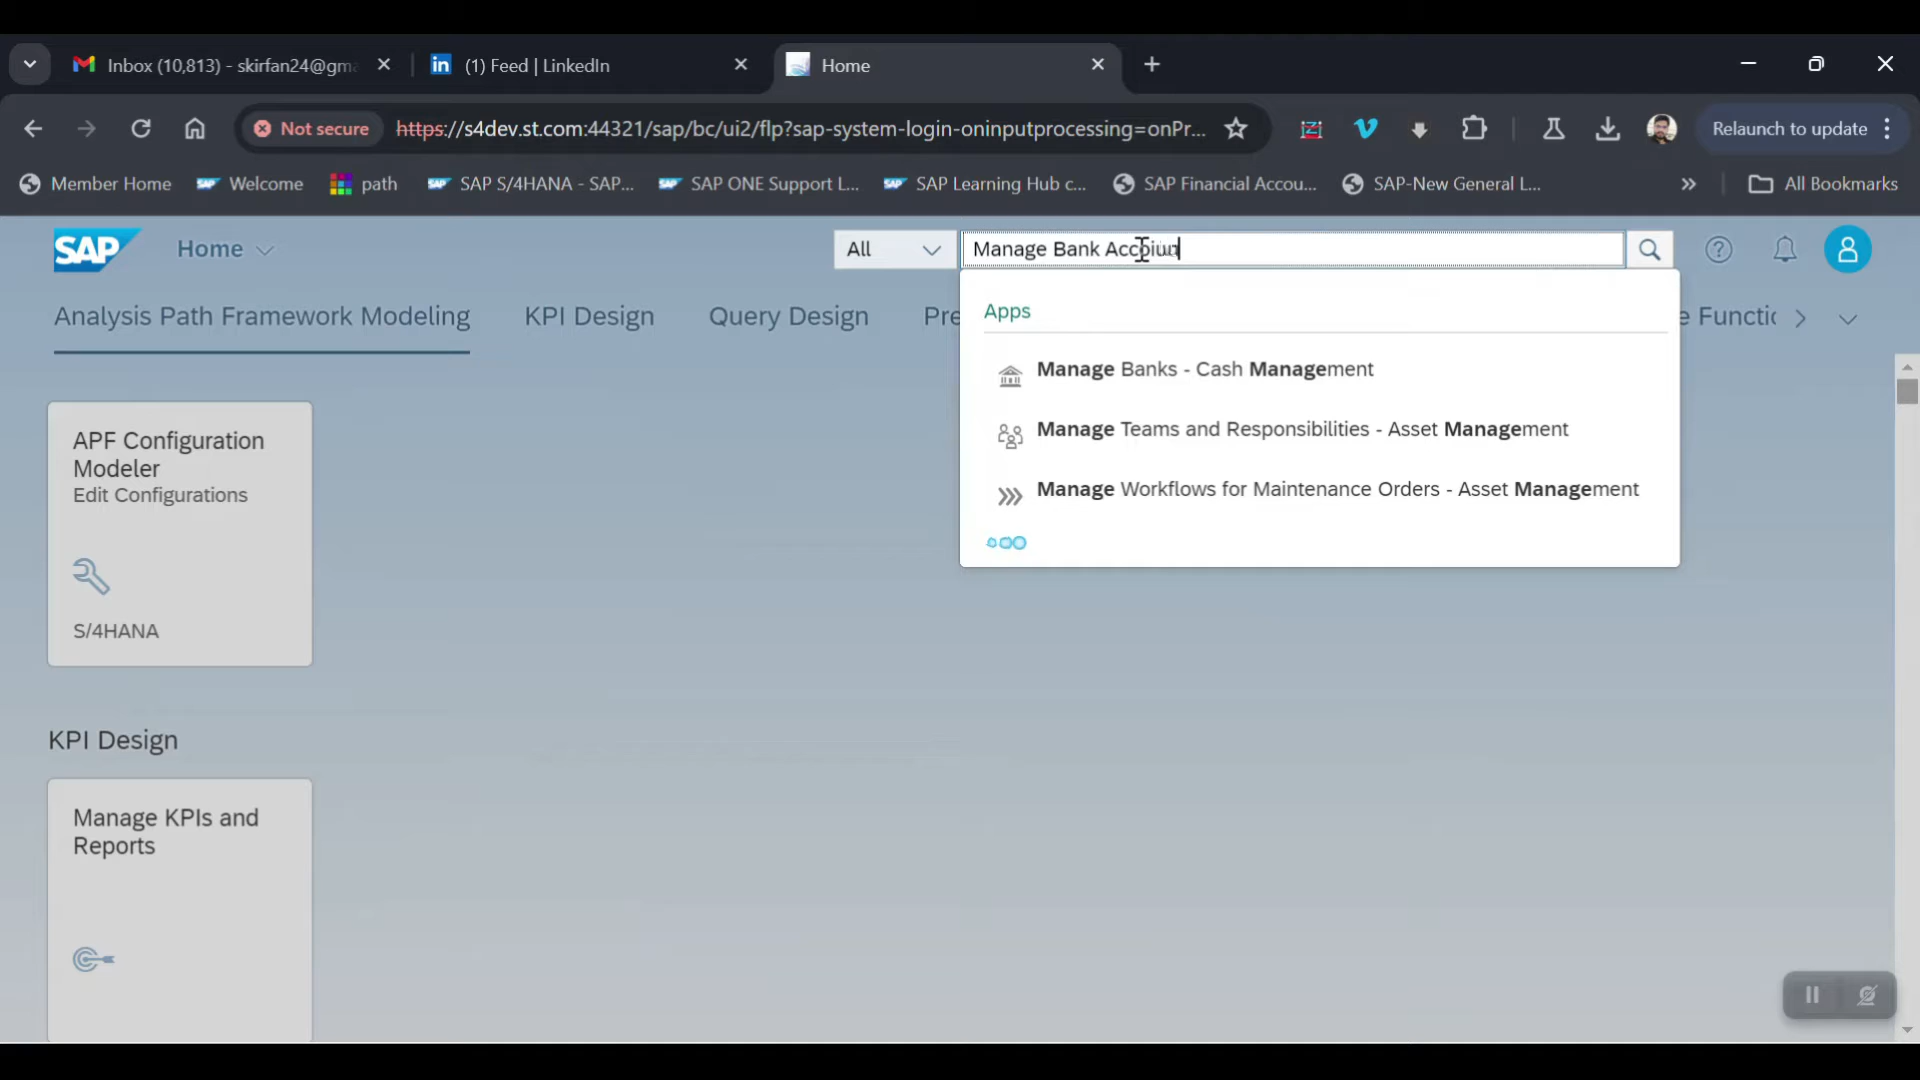 Inbox (10,813) - skirfan24@gma
(1) Feed | LinkedIn
Home
Not secure
https://s4dev.st.com:44321/sap/bc/ui2/flp?sap-system-login-oninputprocessing=onPr...
Relaunch to update
Member Home
Welcome
path
SAP S/4HANA - SAP...
SAP ONE Support L...
SAP Learning Hub c...
SAP Financial Accou...
SAP-New General L...
All Bookmarks
SAP
Home
All
Manage Bank Accoiun
Analysis Path Framework Modeling
KPI Design
Query Design
Pre
e Functic
Apps
Manage Banks - Cash Management
Manage Teams and Responsibilities - Asset Management
Manage Workflows for Maintenance Orders - Asset Management
APF Configuration
Modeler
Edit Configurations
S/4HANA
KPI Design
Manage KPIs and
Reports